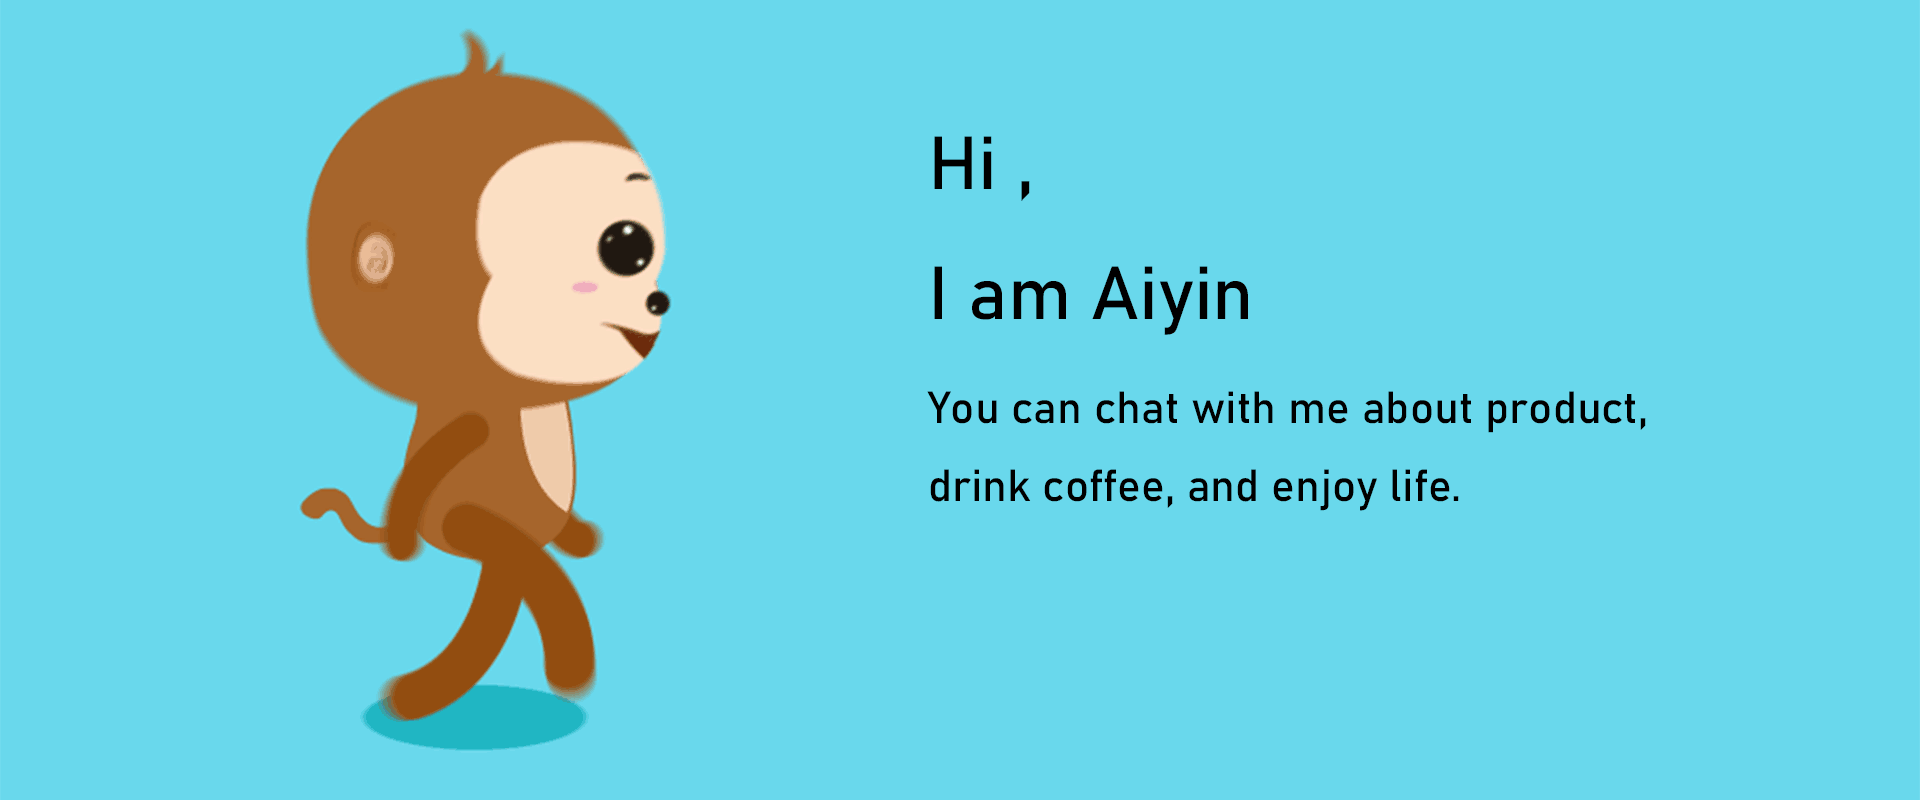 Hi ,
I am Aiyin
You can chat with me about product,
drink coffee, and enjoy life.